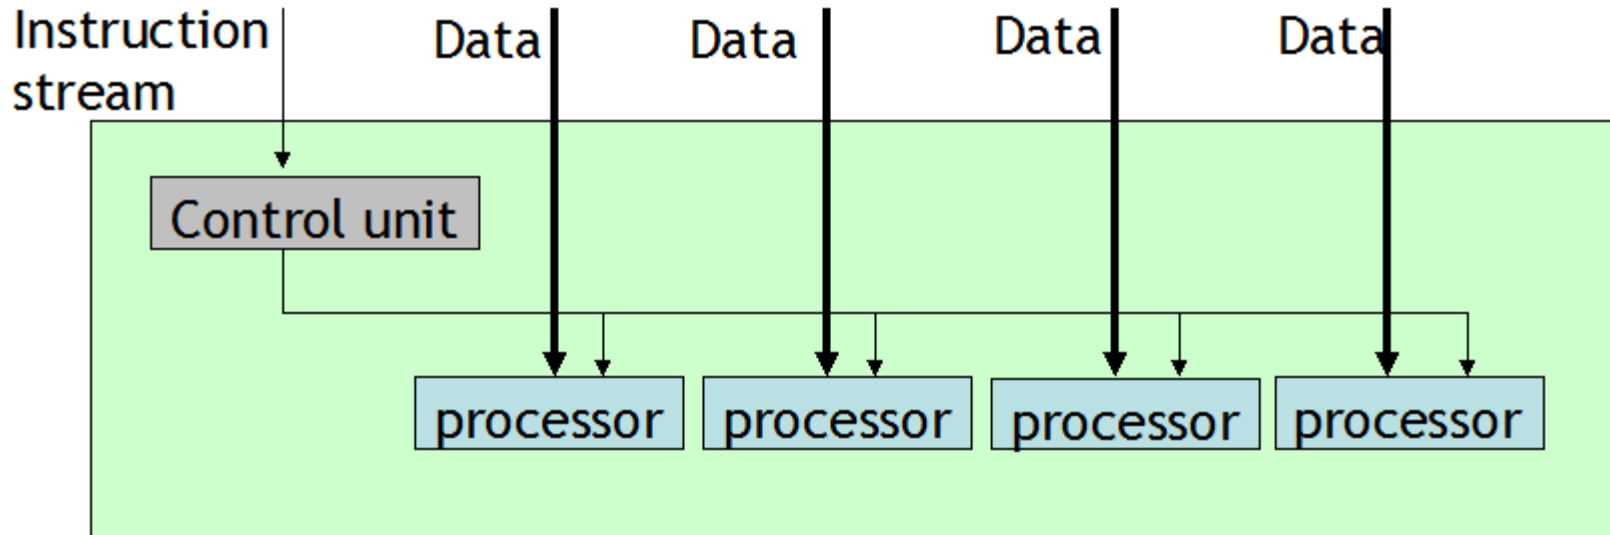 Instruction
stream
Data
Data
Data
Data
Control unit
processor
processor
processor
processor